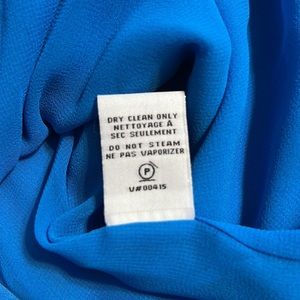 DRY CLEAN ONLY
NETTOYAGE À
SEC SEULEMENT
DO NOT STEAM
NE PAS VAPORIZER
P
V#00415